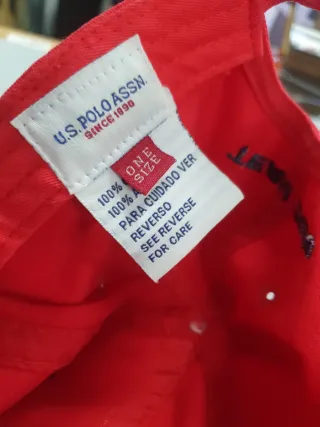 U.S. POLO ASSN.
SINCE 1890
ONE
SIZE
100%
100% A
PARA CUIDADO VER
REVERSO
SEE REVERSE
FOR CARE